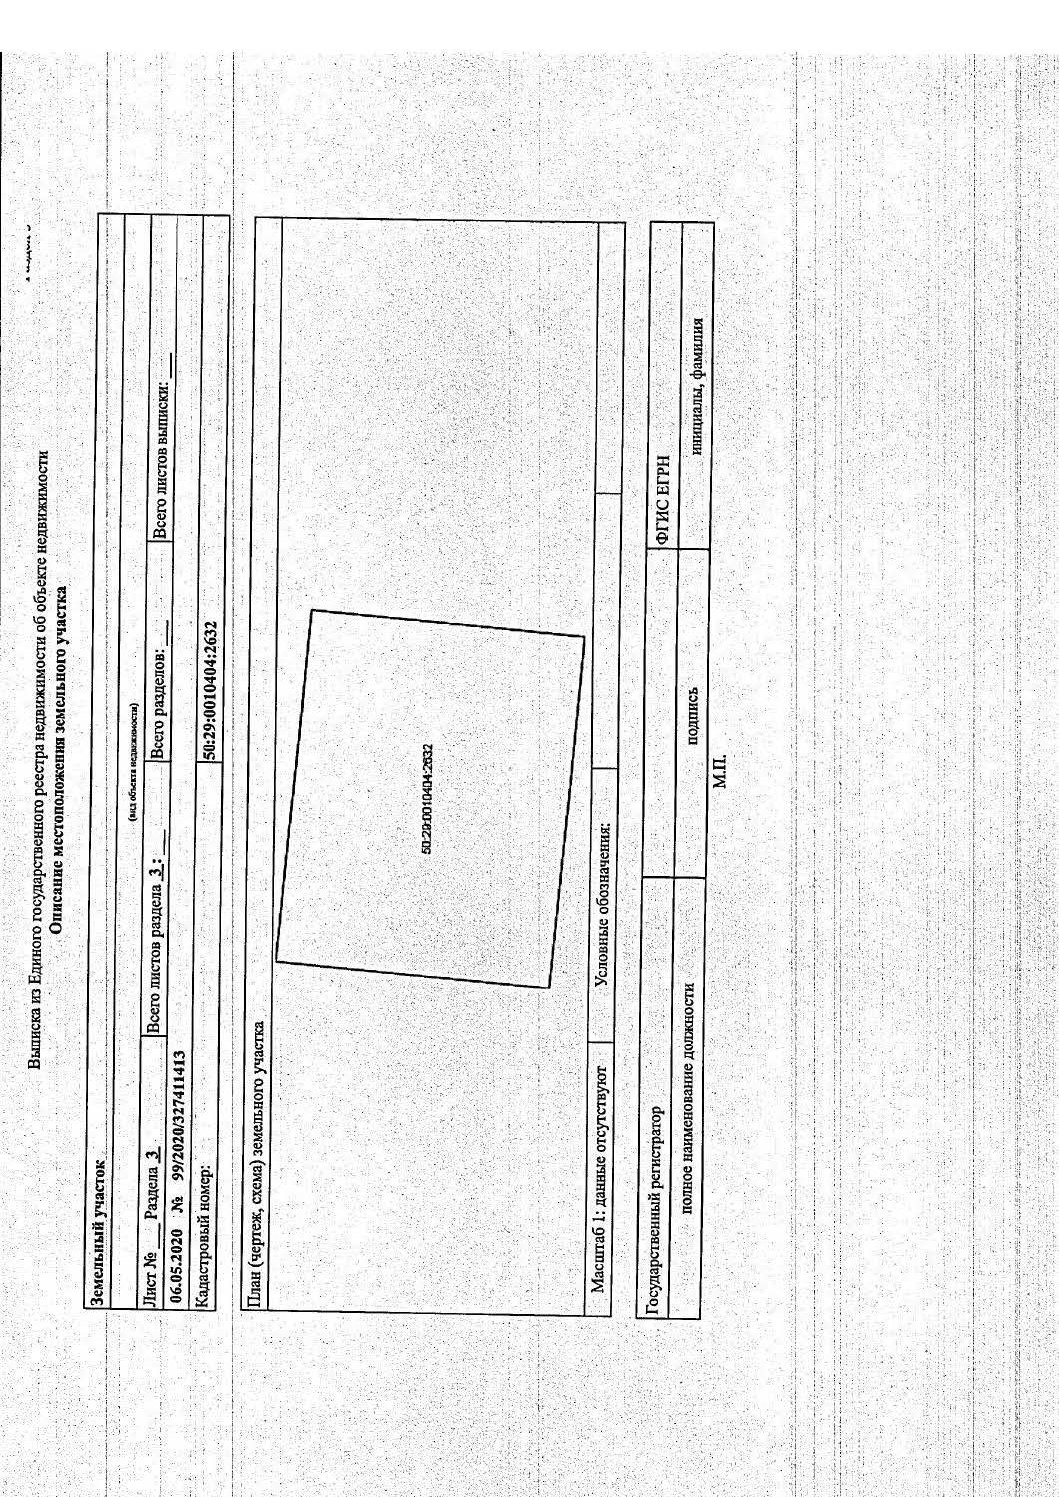 Выписка из Единого государственного реестра недвижимости об объекте недвижимости
Описание местоположения земельного участка
Земельный участок
(вид объекта недвижимости)
Лист № ___ Раздела 3 Всего листов раздела 3 : ___ Всего разделов: ___ Всего листов выписки: ___
06.05.2020 № 99/2020/327411413
Кадастровый номер: 50:29:0010404:2632
План (чертеж, схема) земельного участка
50:29:0010404:2632
Масштаб 1: данные отсутствуют Условные обозначения:
Государственный регистратор ФГИС ЕГРН
полное наименование должности подпись инициалы, фамилия
М.П.